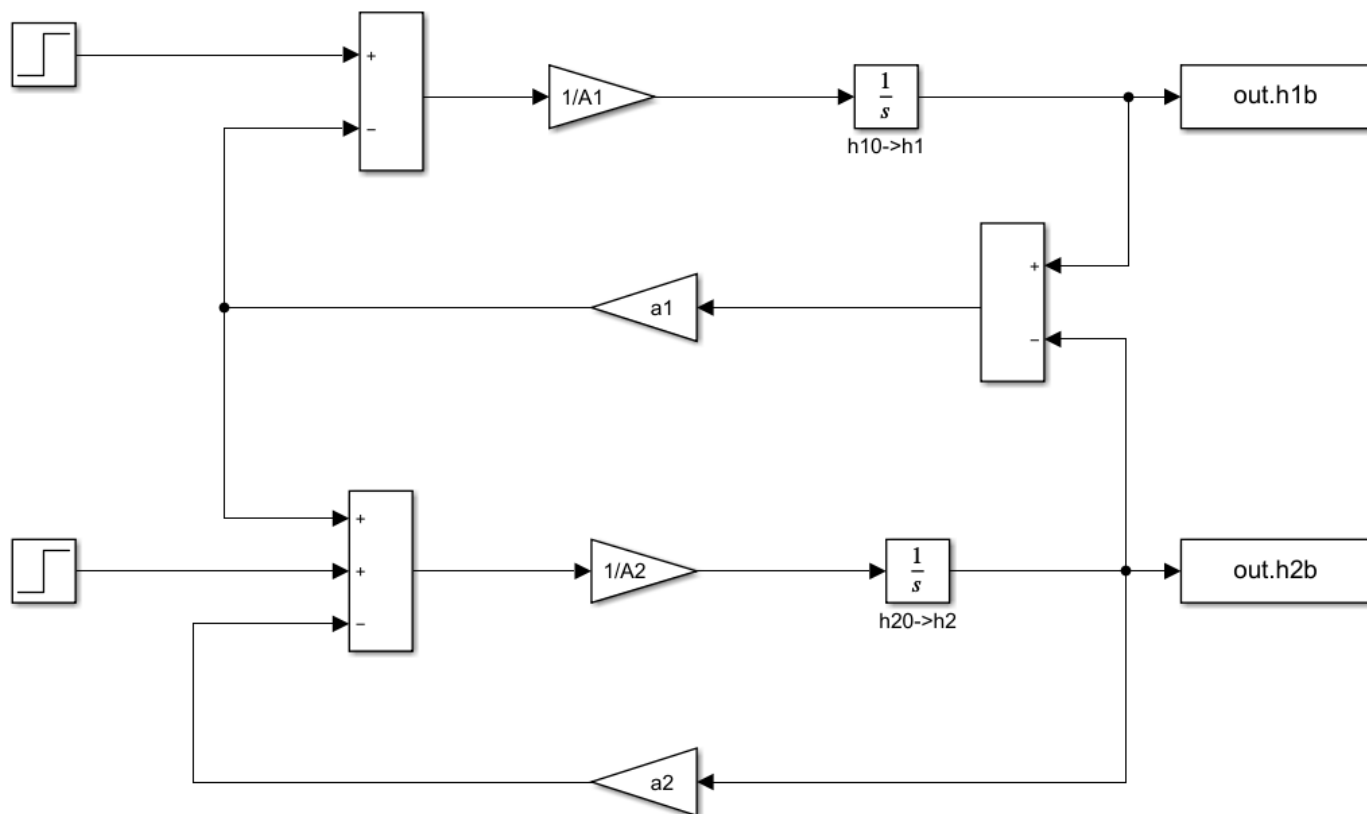 +
−
1/A1
1
s
h10->h1
out.h1b
+
−
a1
+
+
−
1/A2
1
s
h20->h2
out.h2b
a2